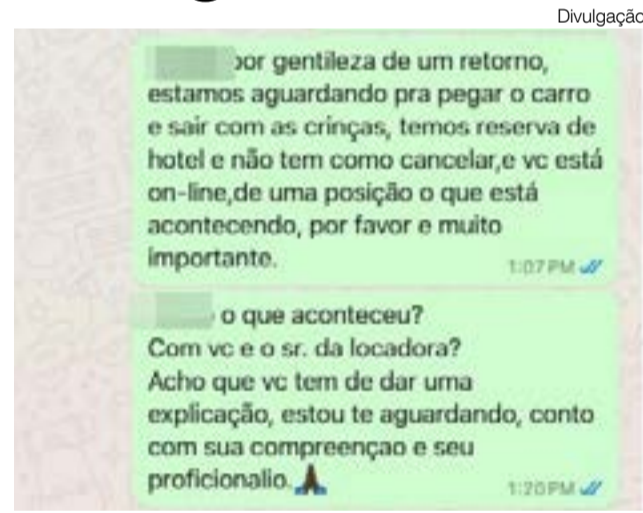 Divulgação
por gentileza de um retorno,
estamos aguardando pra pegar o carro
e sair com as crinças, temos reserva de
hotel e não tem como cancelar,e vc está
on-line,de uma posição o que está
acontecendo, por favor e muito
importante.
1:07 PM
o que aconteceu?
Com vc e o sr. da locadora?
Acho que vc tem de dar uma
explicação, estou te aguardando, conto
com sua compreençao e seu
proficionalio.
1:20 PM